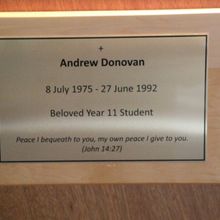 +
Andrew Donovan
8 July 1975 - 27 June 1992
Beloved Year 11 Student
Peace I bequeath to you, my own peace I give to you.
(John 14:27)